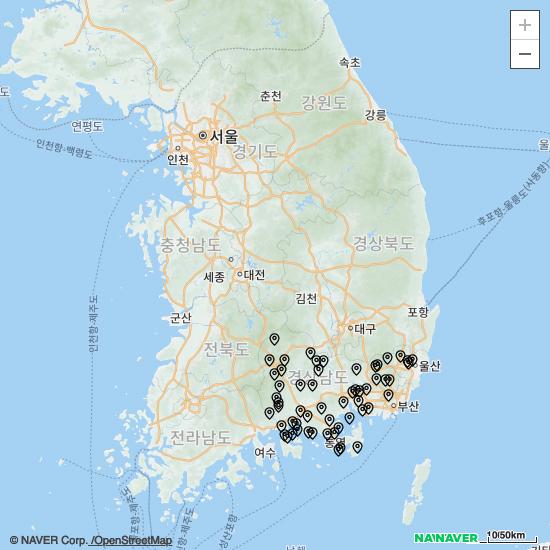 +
−
속초
춘천
강원도
강릉
도
연평도
서울
인천
경기도
인천항-백령도
울
후포항-울릉도(사동항)
충청남도
경상북도
세종
대전
인천항-제주도
김천
군산
포항
대구
전북도
경상남도
울산
부산
전라남도
통영
여수
© NAVER Corp. /OpenStreetMap
NAVER
10/50km